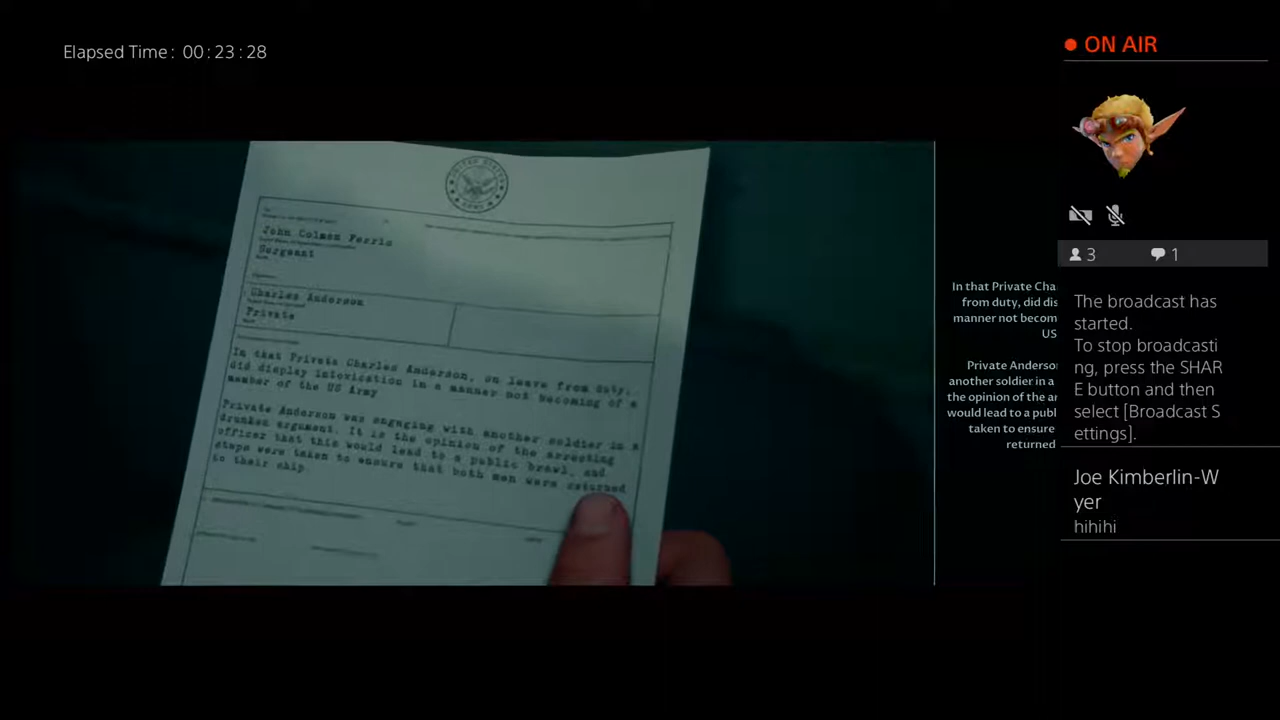 Elapsed Time: 00:23:28
ON AIR
UNITED STATES
ARMY
John Colman Ferric
Sergeant
Charles Anderson
Private
In that Private Charles Anderson, on leave from duty,
did display intoxication in a manner not becoming of a
member of the US Army
Private Anderson was engaging with another soldier in a
drunken argument. It is the opinion of the arresting
officer that this would lead to a public brawl, and
steps were taken to ensure that both men were returned
to their ship
In that Private Cha
from duty, did dis
manner not becom
US
Private Anderso
another soldier in a
the opinion of the ar
would lead to a publ
taken to ensure
returned
3
1
The broadcast has
started.
To stop broadcasti
ng, press the SHAR
E button and then
select [Broadcast S
ettings].
Joe Kimberlin-W
yer
hihihi